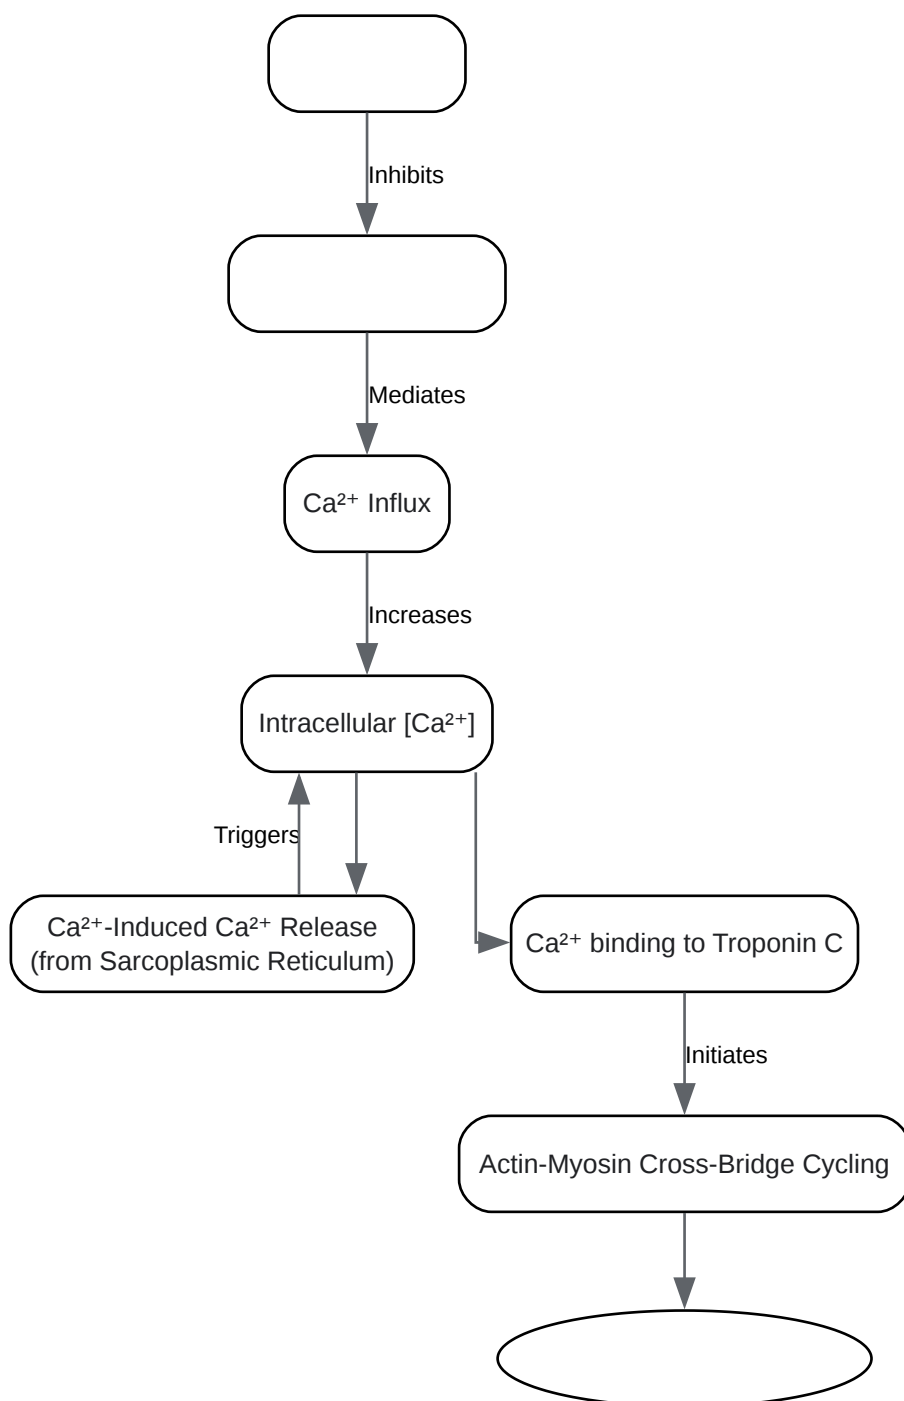 Inhibits
Mediates
Ca²⁺ Influx
Increases
Intracellular [Ca²⁺]
Triggers
Ca²⁺-Induced Ca²⁺ Release
(from Sarcoplasmic Reticulum)
Ca²⁺ binding to Troponin C
Initiates
Actin-Myosin Cross-Bridge Cycling